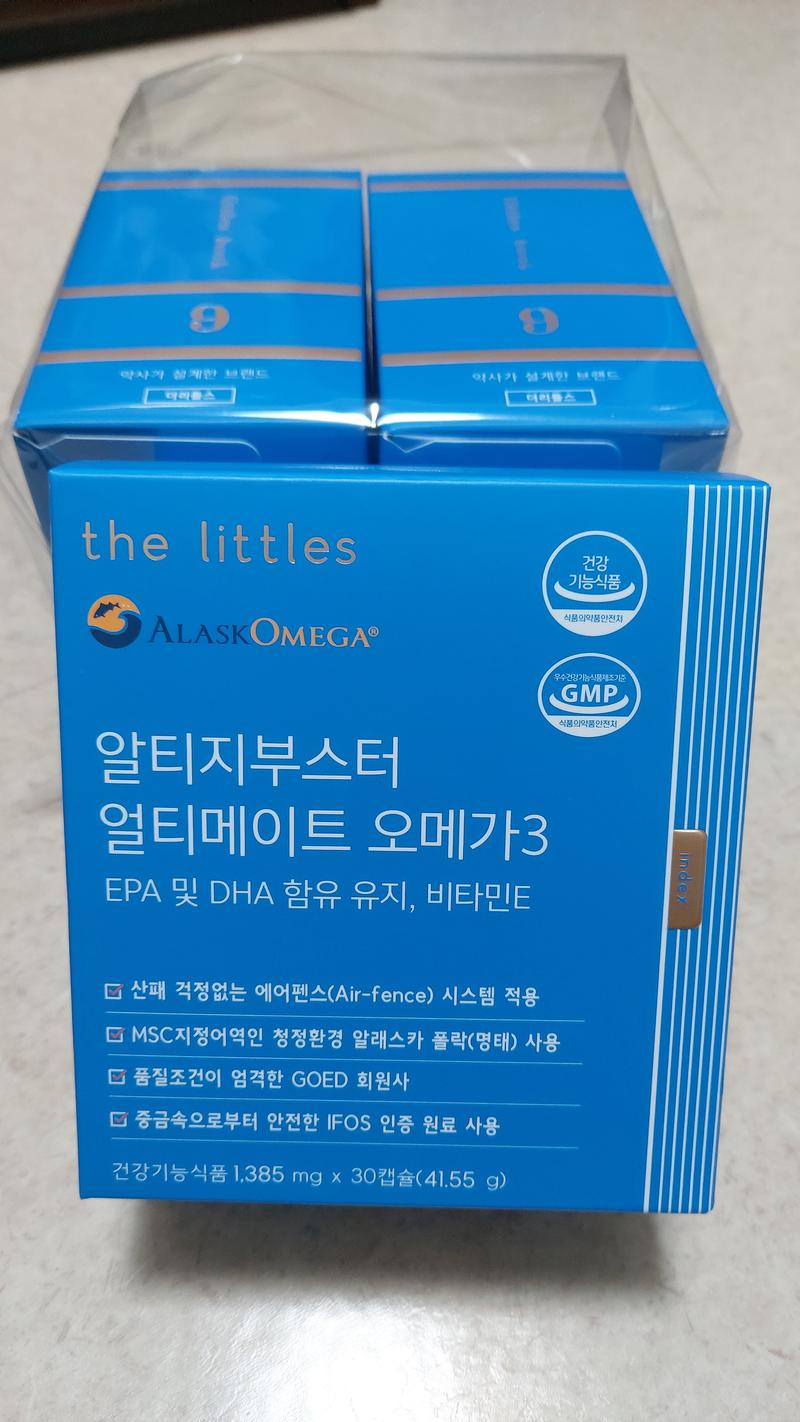 9
약사가 설계한 브랜드
더리틀스
9
약사가 설계한 브랜드
더리틀스
the littles
ALASKOMEGA®
건강
기능식품
식품의약품안전처
우수건강기능식품제조기준
GMP
식품의약품안전처
알티지부스터
얼티메이트 오메가3
EPA 및 DHA 함유 유지, 비타민E
index
산패 걱정없는 에어펜스(Air-fence) 시스템 적용
MSC지정어역인 청정환경 알래스카 폴락(명태) 사용
품질조건이 엄격한 GOED 회원사
중금속으로부터 안전한 IFOS 인증 원료 사용
건강기능식품 1,385 mg x 30캡슐(41.55 g)